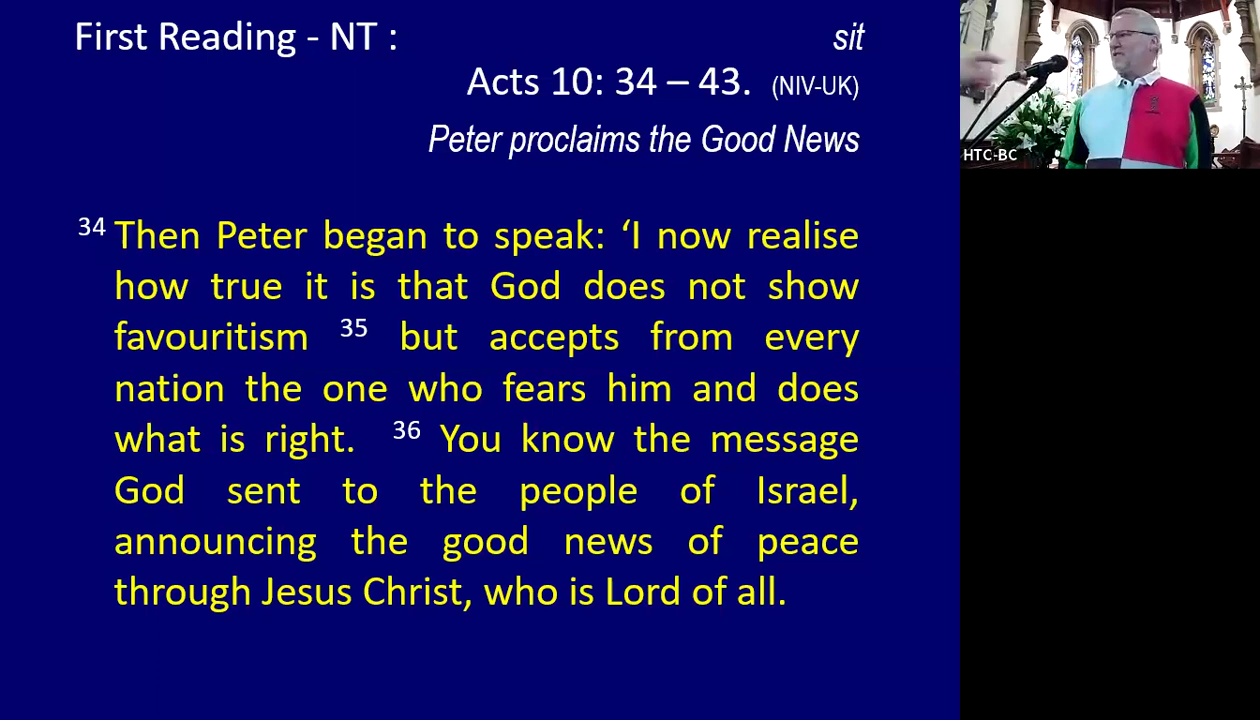 First Reading - NT :
sit
Acts 10: 34 – 43. (NIV-UK)
Peter proclaims the Good News
34 Then Peter began to speak: ‘I now realise
how true it is that God does not show
favouritism 35 but accepts from every
nation the one who fears him and does
what is right. 36 You know the message
God sent to the people of Israel,
announcing the good news of peace
through Jesus Christ, who is Lord of all.
HTC-BC